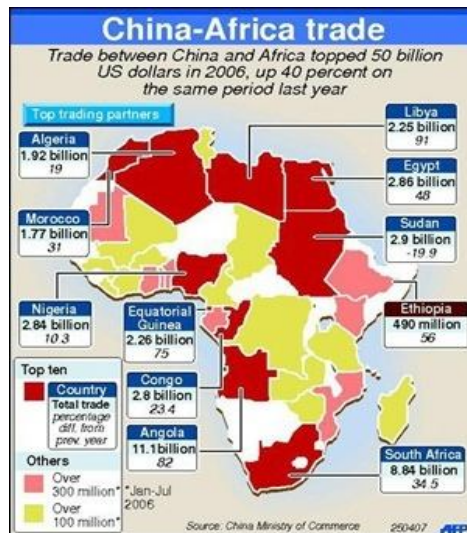 China-Africa trade
Trade between China and Africa topped 50 billion
US dollars in 2006, up 40 percent on
the same period last year
Top trading partners
Algeria
1.92 billion
19
Morocco
1.77 billion
31
Libya
2.25 billion
91
Egypt
2.86 billion
48
Sudan
2.9 billion
-19.9
Ethiopia
490 million
56
Nigeria
2.84 billion
10.3
Equatorial
Guinea
2.26 billion
75
Congo
2.8 billion
23.4
Angola
11.1 billion
82
South Africa
8.84 billion
34.5
Top ten
Country
Total trade
percentage
diff. from
prev. year
Others
Over
300 million*
Over
100 million*
*Jan-Jul
2006
Source: China Ministry of Commerce
250407
AFP